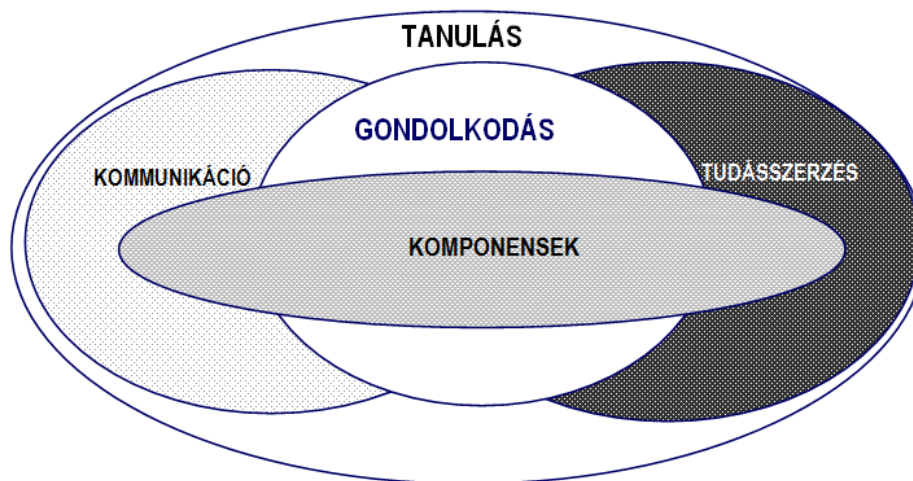 TANULÁS
GONDOLKODÁS
KOMMUNIKÁCIÓ
TUDÁSSZERZÉS
KOMPONENSEK